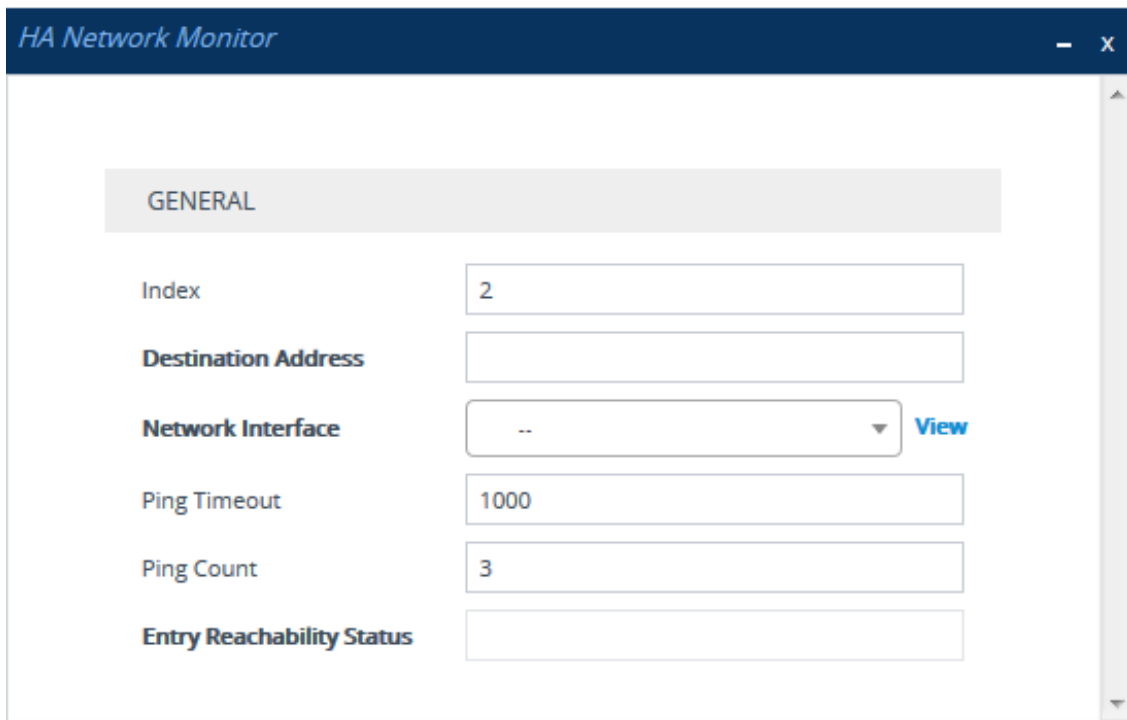 HA Network Monitor – x
GENERAL
Index 2
Destination Address
Network Interface -- View
Ping Timeout 1000
Ping Count 3
Entry Reachability Status